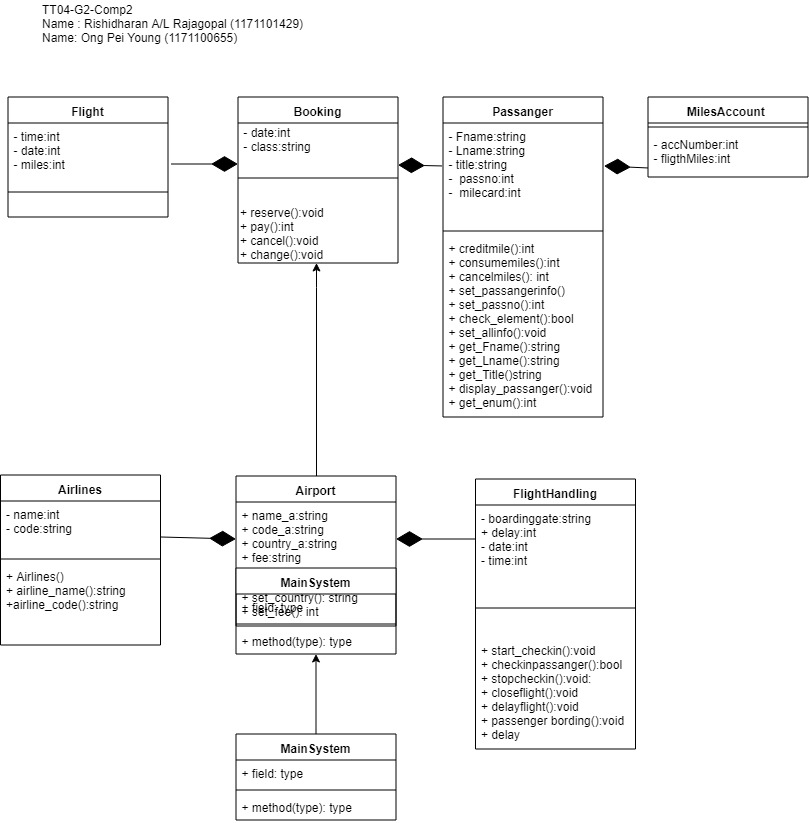 TT04-G2-Comp2
Name : Rishidharan A/L Rajagopal (1171101429)
Name: Ong Pei Young (1171100655)
Flight
- time:int
- date:int
- miles:int
Booking
- date:int
- class:string
+ reserve():void
+ pay():int
+ cancel():void
+ change():void
Passanger
- Fname:string
- Lname:string
- title:string
-  passno:int
-  milecard:int
+ creditmile():int
+ consumemiles():int
+ cancelmiles(): int
+ set_passangerinfo()
+ set_passno():int
+ check_element():bool
+ set_allinfo():void
+ get_Fname():string
+ get_Lname():string
+ get_Title()string
+ display_passanger():void
+ get_enum():int
MilesAccount
- accNumber:int
- fligthMiles:int
Airlines
- name:int
- code:string
+ Airlines()
+ airline_name():string
+airline_code():string
Airport
+ name_a:string
+ code_a:string
+ country_a:string
+ fee:string
MainSystem
+ set_country(): string
+ field: type
+ set_fee(): int
+ method(type): type
FlightHandling
- boardinggate:string
+ delay:int
- date:int
- time:int
+ start_checkin():void
+ checkinpassanger():bool
+ stopcheckin():void:
+ closeflight():void
+ delayflight():void
+ passenger bording():void
+ delay
MainSystem
+ field: type
+ method(type): type